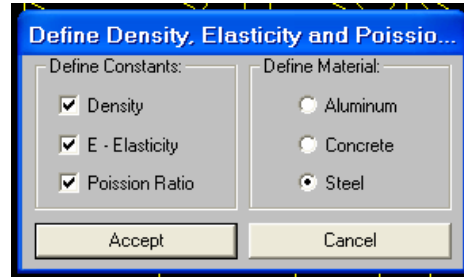 Define Density, Elasticity and Poissio...
Define Constants:
Density
E - Elasticity
Poission Ratio
Define Material:
Aluminum
Concrete
Steel
Accept
Cancel